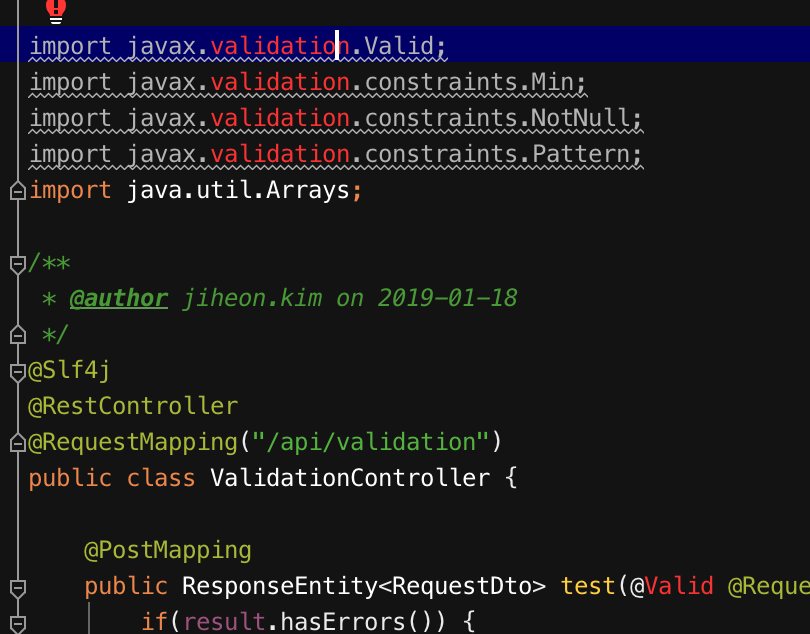 import javax.validation.Valid;
import javax.validation.constraints.Min;
import javax.validation.constraints.NotNull;
import javax.validation.constraints.Pattern;
import java.util.Arrays;
/**
* @author jiheon.kim on 2019-01-18
*/
@Slf4j
@RestController
@RequestMapping("/api/validation")
public class ValidationController {
@PostMapping
public ResponseEntity<RequestDto> test(@Valid @Reque
if(result.hasErrors()) {